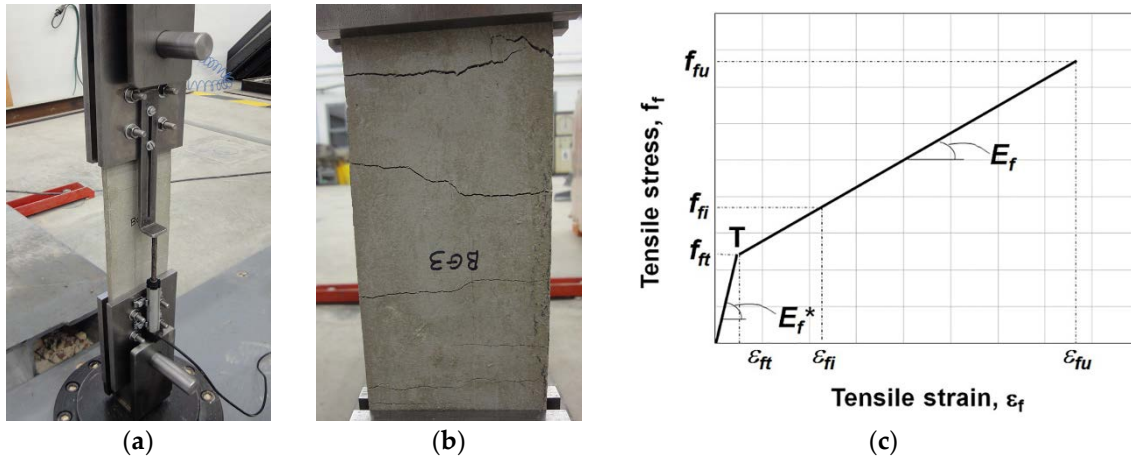 BG3
f_fu
f_fi
f_ft
T
E_f
E_f*
ε_ft
ε_fi
ε_fu
Tensile stress, f_f
Tensile strain, ε_f
(a)
(b)
(c)